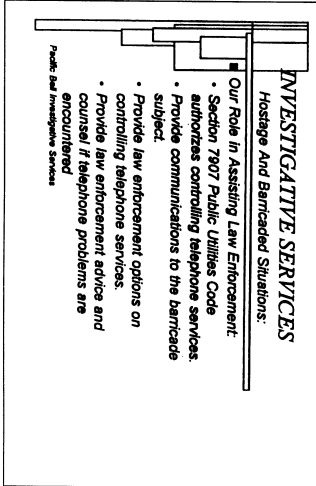 INVESTIGATIVE SERVICES
Hostage And Barricaded Situations:
Our Role in Assisting Law Enforcement:
• Section 7907 Public Utilities Code
authorizes controlling telephone services.
• Provide communications to the barricade
subject.
• Provide law enforcement options on
controlling telephone services.
• Provide law enforcement advice and
counsel if telephone problems are
encountered
Pacific Bell Investigative Services